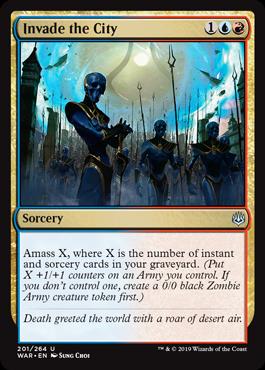 Invade the City 1
Sorcery
Amass X, where X is the number of instant
and sorcery cards in your graveyard. (Put
X +1/+1 counters on an Army you control. If
you don't control one, create a 0/0 black Zombie
Army creature token first.)
Death greeted the world with a roar of desert air.
201/264 U
WAR • EN SUNG CHOI
™ & © 2019 Wizards of the Coast